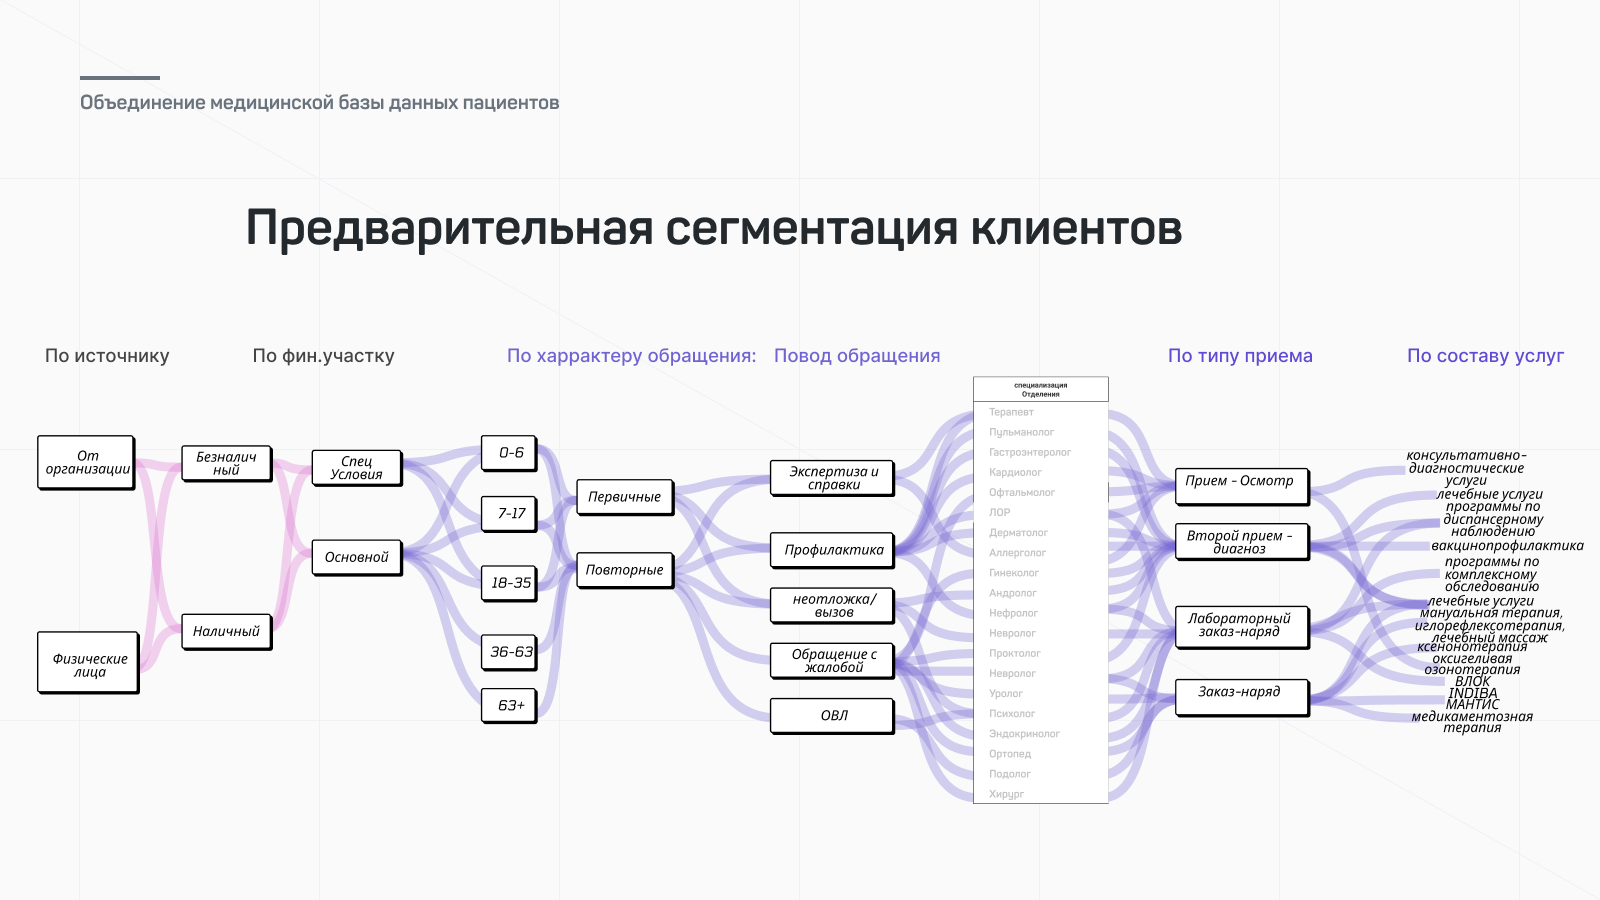 Объединение медицинской базы данных пациентов
Предварительная сегментация клиентов
По источнику
По фин.участку
По харрактеру обращения:
Повод обращения
По типу приема
По составу услуг
От
организации
Физические
лица
Безналич
ный
Наличный
Спец
Условия
Основной
0-6
7-17
18-35
36-63
63+
Первичные
Повторные
Экспертиза и
справки
Профилактика
неотложка/
вызов
Обращение с
жалобой
ОВЛ
специализация
Отделения
Терапевт
Пульманолог
Гастроэнтеролог
Кардиолог
Офтальмолог
ЛОР
Дерматолог
Аллерголог
Гинеколог
Андролог
Нефролог
Невролог
Проктолог
Невролог
Уролог
Психолог
Эндокринолог
Ортопед
Подолог
Хирург
Прием - Осмотр
Второй прием -
диагноз
Лабораторный
заказ-наряд
Заказ-наряд
консультативно-
диагностические
услуги
лечебные услуги
программы по
диспансерному
наблюдению
вакцинопрофилактика
программы по
комплексному
обследованию
лечебные услуги
мануальная терапия,
иглорефлексотерапия,
лечебный массаж
ксенонотерапия
оксигеливая
озонотерапия
ВЛОК
INDIBA
МАНТИС
медикаментозная
терапия